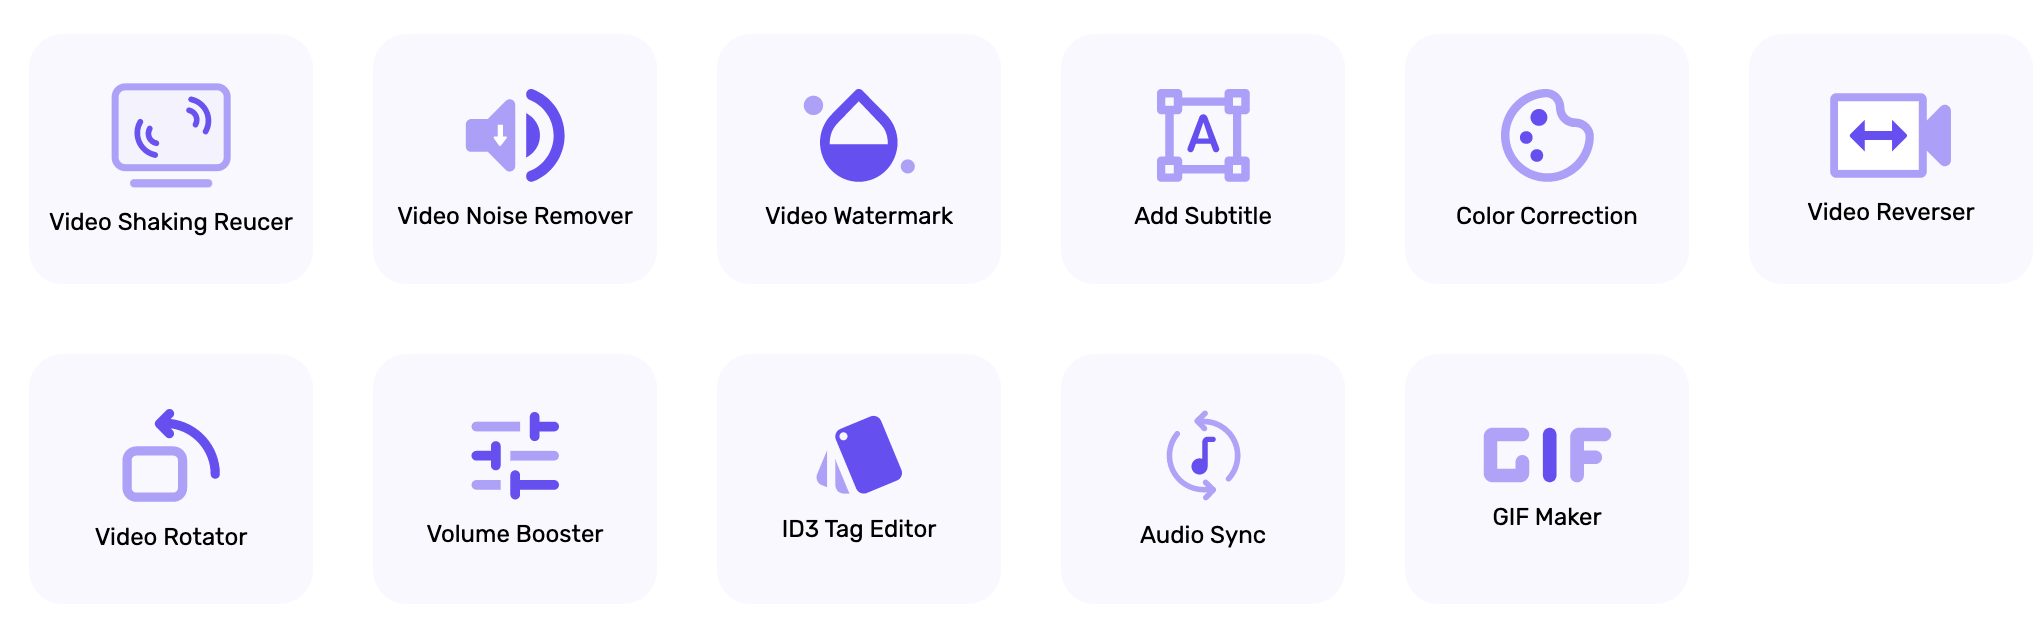 Video Shaking Reucer
Video Noise Remover
Video Watermark
A
Add Subtitle
Color Correction
Video Reverser
Video Rotator
Volume Booster
ID3 Tag Editor
Audio Sync
GIF
GIF Maker